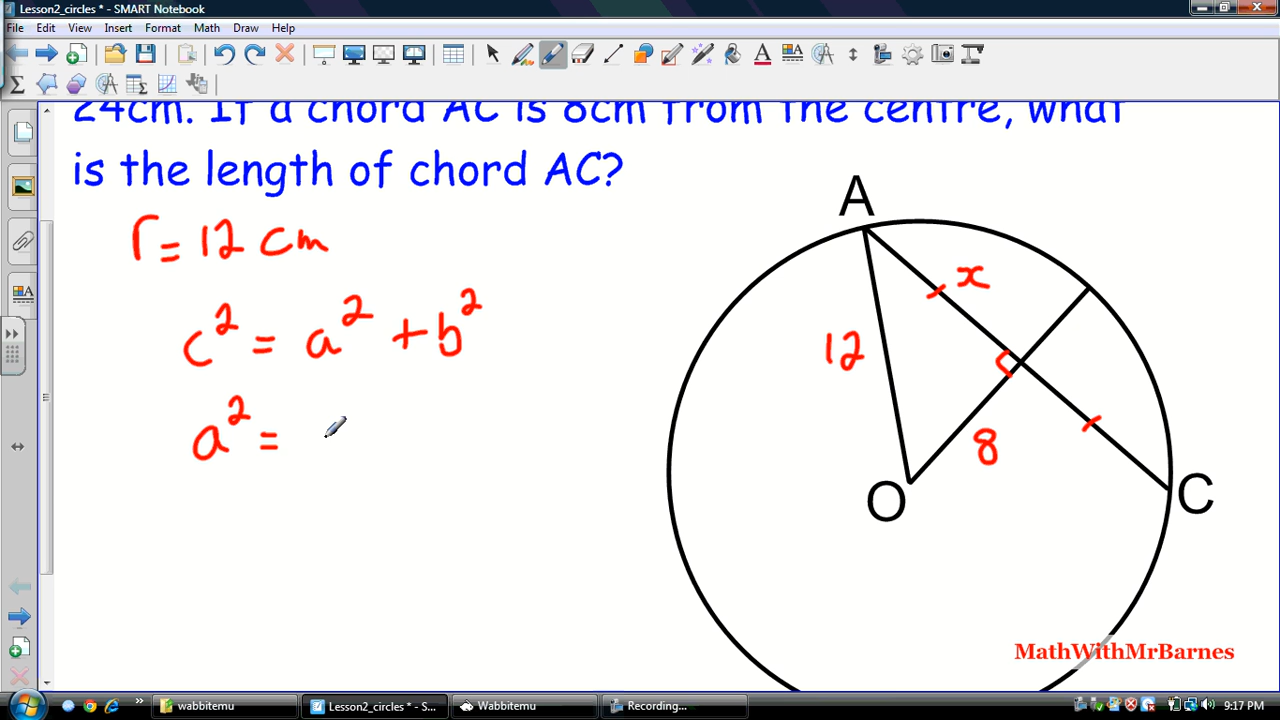 Lesson2_circles * - SMART Notebook
File Edit View Insert Format Math Draw Help
24cm. If a chord AC is 8cm from the centre, what
is the length of chord AC?
r = 12 cm
c² = a² + b²
a² =
A
x
12
8
O
C
MathWithMrBarnes
wabbitemu
Lesson2_circles * - S...
Wabbitemu
Recording...
9:17 PM